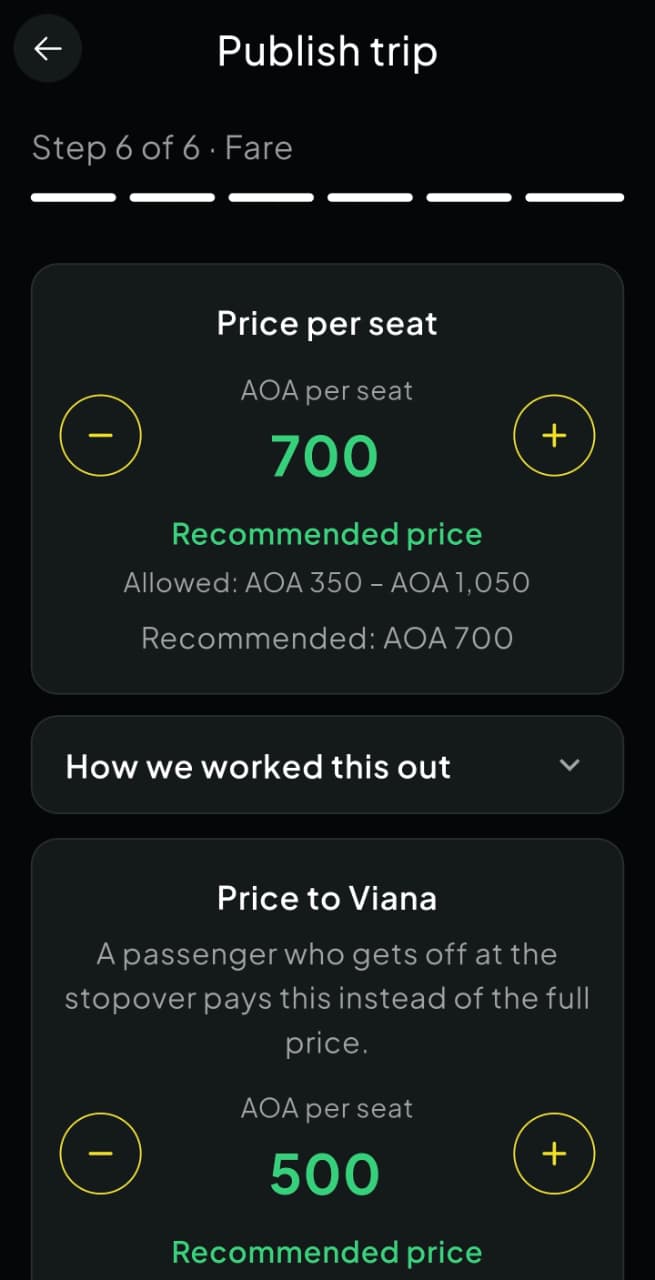 Publish trip
Step 6 of 6 · Fare
Price per seat
AOA per seat
700
Recommended price
Allowed: AOA 350 – AOA 1,050
Recommended: AOA 700
How we worked this out
Price to Viana
A passenger who gets off at the
stopover pays this instead of the full
price.
AOA per seat
500
Recommended price